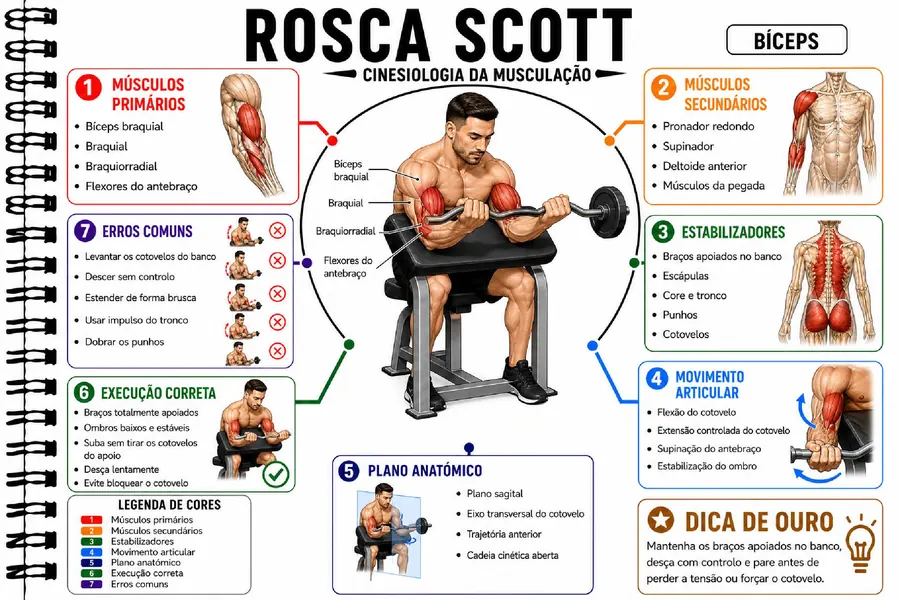 ROSCA SCOTT
CINESIOLOGIA DA MUSCULAÇÃO
BÍCEPS
1 MÚSCULOS
PRIMÁRIOS
• Bíceps braquial
• Braquial
• Braquiorradial
• Flexores do antebraço
2 MÚSCULOS
SECUNDÁRIOS
• Pronador redondo
• Supinador
• Deltoide anterior
• Músculos da pegada
Bíceps
braquial
Braquial
Braquiorradial
Flexores do
antebraço
7 ERROS COMUNS
• Levantar os cotovelos do banco
• Descer sem controlo
• Estender de forma brusca
• Usar impulso do tronco
• Dobrar os punhos
3 ESTABILIZADORES
• Braços apoiados no banco
• Escápulas
• Core e tronco
• Punhos
• Cotovelos
6 EXECUÇÃO CORRETA
• Braços totalmente apoiados
• Ombros baixos e estáveis
• Suba sem tirar os cotovelos
do apoio
• Desça lentamente
• Evite bloquear o cotovelo
4 MOVIMENTO
ARTICULAR
• Flexão do cotovelo
• Extensão controlada do cotovelo
• Supinação do antebraço
• Estabilização do ombro
5 PLANO ANATÓMICO
• Plano sagital
• Eixo transversal do cotovelo
• Trajetória anterior
• Cadeia cinética aberta
LEGENDA DE CORES
1 Músculos primários
2 Músculos secundários
3 Estabilizadores
4 Movimento articular
5 Plano anatómico
6 Execução correta
7 Erros comuns
DICA DE OURO
Mantenha os braços apoiados no banco,
desça com controlo e pare antes de
perder a tensão ou forçar o cotovelo.